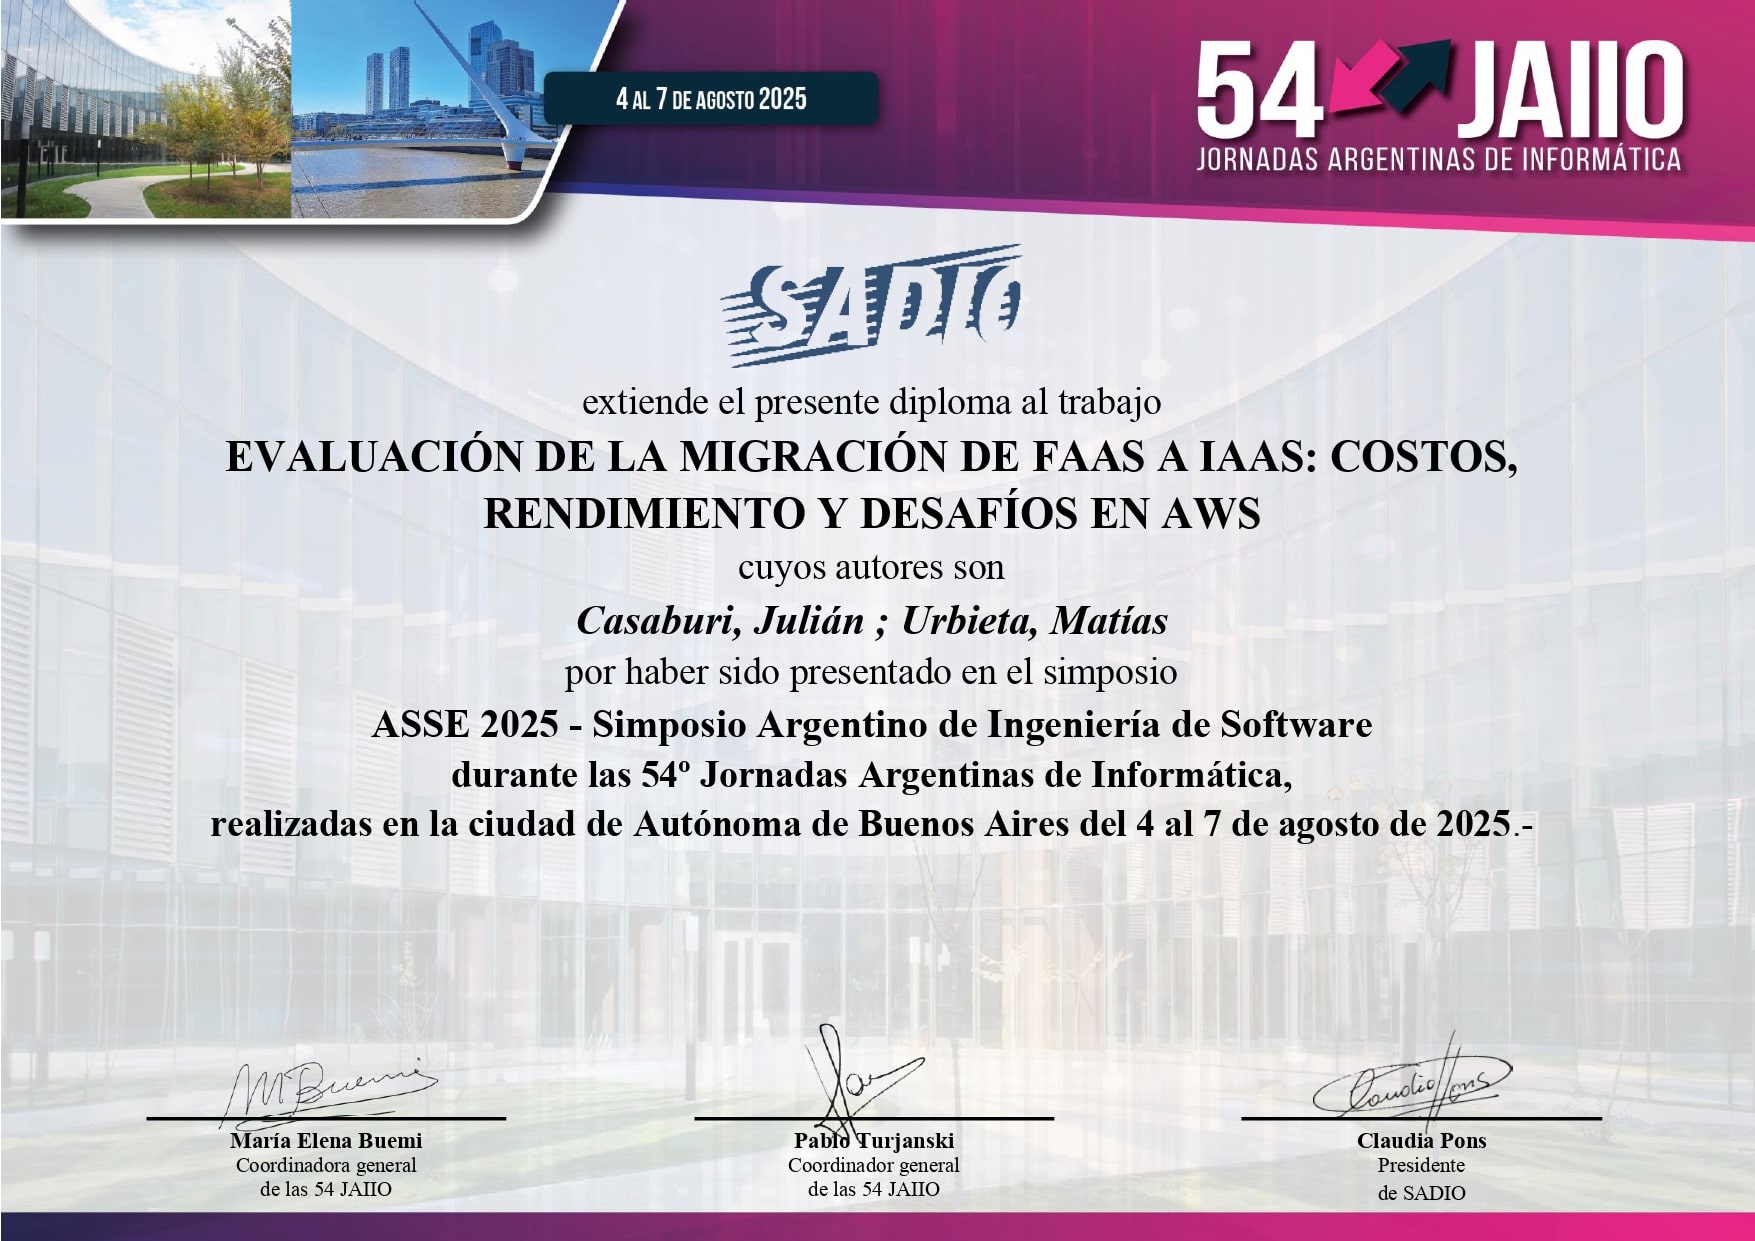 4 AL 7 DE AGOSTO 2025
54 JAIIO
JORNADAS ARGENTINAS DE INFORMÁTICA
SADIO
extiende el presente diploma al trabajo
EVALUACIÓN DE LA MIGRACIÓN DE FAAS A IAAS: COSTOS,
RENDIMIENTO Y DESAFÍOS EN AWS
cuyos autores son
Casaburi, Julián ; Urbieta, Matías
por haber sido presentado en el simposio
ASSE 2025 - Simposio Argentino de Ingeniería de Software
durante las 54º Jornadas Argentinas de Informática,
realizadas en la ciudad de Autónoma de Buenos Aires del 4 al 7 de agosto de 2025.-
María Elena Buemi
Coordinadora general
de las 54 JAIIO
Pablo Turjanski
Coordinador general
de las 54 JAIIO
Claudia Pons
Presidente
de SADIO